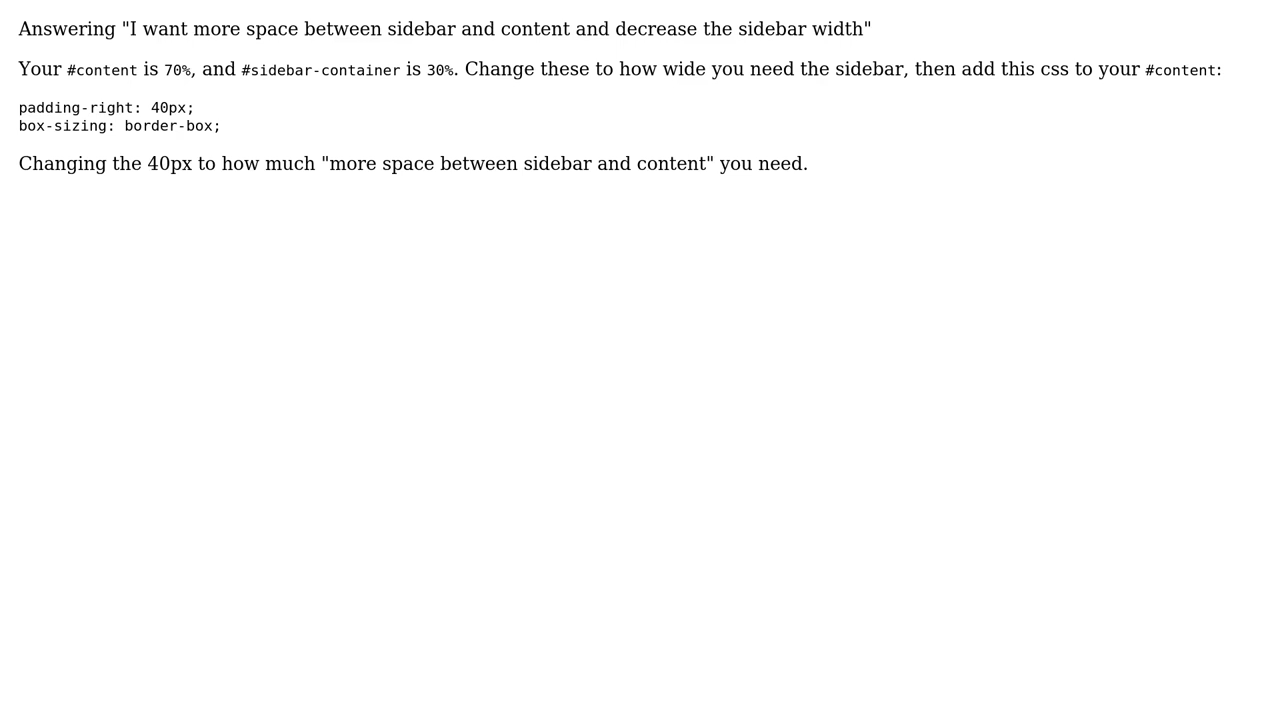 Answering "I want more space between sidebar and content and decrease the sidebar width"
Your #content is 70%, and #sidebar-container is 30%. Change these to how wide you need the sidebar, then add this css to your #content:
padding-right: 40px;
box-sizing: border-box;
Changing the 40px to how much "more space between sidebar and content" you need.